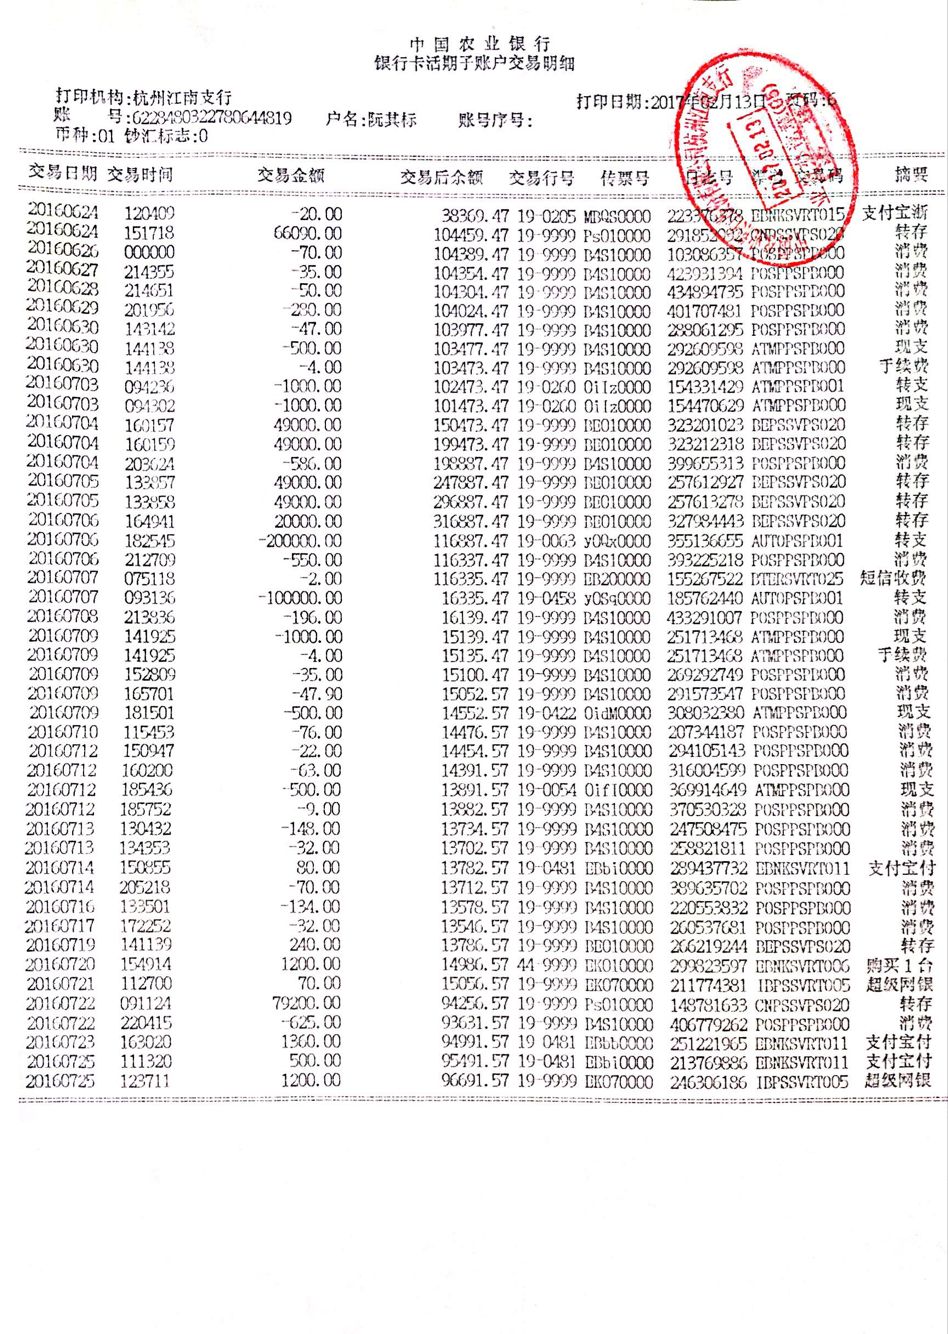 中国农业银行
银行卡活期子账户交易明细
打印机构:杭州江南支行 打印日期:2017年02月13日 页码:6
账 号:6228480322780644819 户名:阮其标 账号序号:
币种:01 钞汇标志:0
交易日期 交易时间 交易金额 交易后余额 交易行号 传票号 日志号 交易码 摘要
20160624 120409 -20.00 38369.47 19-0205 MBQS0000 223376378 EBNKSVRT015 支付宝浙
20160624 151718 66090.00 104459.47 19-9999 Ps010000 CNPSSVPS020 转存
20160626 000000 -70.00 104389.47 19-9999 B4S10000 103086357 POSPPSPB000 消费
20160627 214355 -35.00 104354.47 19-9999 B4S10000 423931394 POSPPSPB000 消费
20160628 214651 -50.00 104304.47 19-9999 B4S10000 434894735 POSPPSPB000 消费
20160629 201956 -280.00 104024.47 19-9999 B4S10000 401707481 POSPPSPB000 消费
20160630 143142 -47.00 103977.47 19-9999 B4S10000 288061295 POSPPSPB000 消费
20160630 144138 -500.00 103477.47 19-9999 B4S10000 292609598 ATMPPSPB000 现支
20160630 144138 -4.00 103473.47 19-9999 B4S10000 292609598 ATMPPSPB000 手续费
20160703 094236 -1000.00 102473.47 19-0260 OiIz0000 154331429 ATMPPSPB001 转支
20160703 094302 -1000.00 101473.47 19-0260 OiIz0000 154470629 ATMPPSPB000 现支
20160704 160157 49000.00 150473.47 19-9999 BE010000 323201023 BEPSSVPS020 转存
20160704 160159 49000.00 199473.47 19-9999 BE010000 323212318 BEPSSVPS020 转存
20160704 203624 -586.00 198887.47 19-9999 B4S10000 399655313 POSPPSPB000 消费
20160705 133857 49000.00 247887.47 19-9999 BE010000 257612927 BEPSSVPS020 转存
20160705 133858 49000.00 296887.47 19-9999 BE010000 257613278 BEPSSVPS020 转存
20160706 164941 20000.00 316887.47 19-9999 BE010000 327984443 BEPSSVPS020 转存
20160706 182545 -200000.00 116887.47 19-0063 yOQx0000 355136655 AUTOPSPB001 转支
20160706 212709 -550.00 116337.47 19-9999 B4S10000 393225218 POSPPSPB000 消费
20160707 075118 -2.00 116335.47 19-9999 EB200000 155267522 BTERSVRT025 短信收费
20160707 093136 -100000.00 16335.47 19-0458 yOSq0000 185762440 AUTOPSPB001 转支
20160708 213836 -196.00 16139.47 19-9999 B4S10000 433291007 POSPPSPB000 消费
20160709 141925 -1000.00 15139.47 19-9999 B4S10000 251713468 ATMPPSPB000 现支
20160709 141925 -4.00 15135.47 19-9999 B4S10000 251713468 ATMPPSPB000 手续费
20160709 152809 -35.00 15100.47 19-9999 B4S10000 269292749 POSPPSPB000 消费
20160709 165701 -47.90 15052.57 19-9999 B4S10000 291573547 POSPPSPB000 消费
20160709 181501 -500.00 14552.57 19-0422 OidM0000 308032380 ATMPPSPB000 现支
20160710 115453 -76.00 14476.57 19-9999 B4S10000 207344187 POSPPSPB000 消费
20160712 150947 -22.00 14454.57 19-9999 B4S10000 294105143 POSPPSPB000 消费
20160712 160200 -63.00 14391.57 19-9999 B4S10000 316004599 POSPPSPB000 消费
20160712 185436 -500.00 13891.57 19-0054 OifI0000 369914649 ATMPPSPB000 现支
20160712 185752 -9.00 13882.57 19-9999 B4S10000 370530328 POSPPSPB000 消费
20160713 130432 -148.00 13734.57 19-9999 B4S10000 247508475 POSPPSPB000 消费
20160713 134353 -32.00 13702.57 19-9999 B4S10000 258821811 POSPPSPB000 消费
20160714 150855 80.00 13782.57 19-0481 EBbi0000 289437732 EBNKSVRT011 支付宝付
20160714 205218 -70.00 13712.57 19-9999 B4S10000 389635702 POSPPSPB000 消费
20160716 133501 -134.00 13578.57 19-9999 B4S10000 220553832 POSPPSPB000 消费
20160717 172252 -32.00 13546.57 19-9999 B4S10000 260537681 POSPPSPB000 消费
20160719 141139 240.00 13786.57 19-9999 BE010000 266219244 BEPSSVPS020 转存
20160720 154914 1200.00 14986.57 44-9999 EK010000 299823597 EBNKSVRT006 购买1台
20160721 112700 70.00 15056.57 19-9999 EK070000 211774381 IBPSSVRT005 超级网银
20160722 091124 79200.00 94256.57 19-9999 Ps010000 148781633 CNPSSVPS020 转存
20160722 220415 -625.00 93631.57 19-9999 B4S10000 406779262 POSPPSPB000 消费
20160723 163020 1360.00 94991.57 19-0481 EBbb0000 251221965 EBNKSVRT011 支付宝付
20160725 111320 500.00 95491.57 19-0481 EBbi0000 213769886 EBNKSVRT011 支付宝付
20160725 123711 1200.00 96691.57 19-9999 EK070000 246306186 IBPSSVRT005 超级网银
2017.02.13